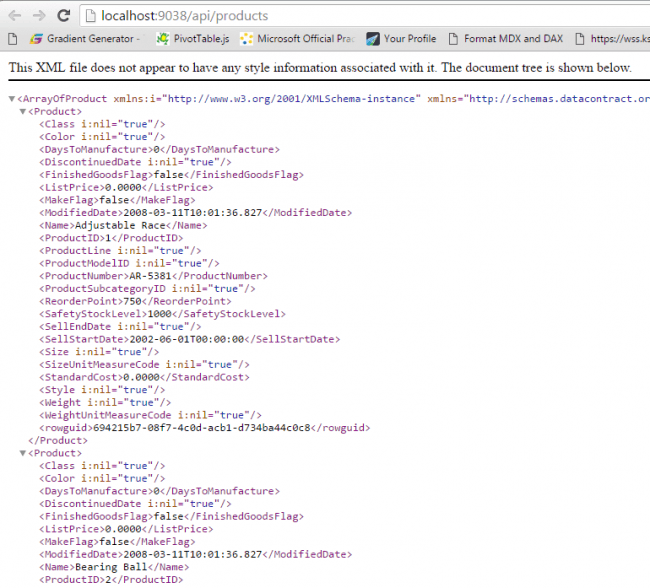 localhost:9038/api/products
Gradient Generator - PivotTable.js Microsoft Official Prac Your Profile Format MDX and DAX https://wss.ks
This XML file does not appear to have any style information associated with it. The document tree is shown below.
▼<ArrayOfProduct xmlns:i="http://www.w3.org/2001/XMLSchema-instance" xmlns="http://schemas.datacontract.or
▼<Product>
<Class i:nil="true"/>
<Color i:nil="true"/>
<DaysToManufacture>0</DaysToManufacture>
<DiscontinuedDate i:nil="true"/>
<FinishedGoodsFlag>false</FinishedGoodsFlag>
<ListPrice>0.0000</ListPrice>
<MakeFlag>false</MakeFlag>
<ModifiedDate>2008-03-11T10:01:36.827</ModifiedDate>
<Name>Adjustable Race</Name>
<ProductID>1</ProductID>
<ProductLine i:nil="true"/>
<ProductModelID i:nil="true"/>
<ProductNumber>AR-5381</ProductNumber>
<ProductSubcategoryID i:nil="true"/>
<ReorderPoint>750</ReorderPoint>
<SafetyStockLevel>1000</SafetyStockLevel>
<SellEndDate i:nil="true"/>
<SellStartDate>2002-06-01T00:00:00</SellStartDate>
<Size i:nil="true"/>
<SizeUnitMeasureCode i:nil="true"/>
<StandardCost>0.0000</StandardCost>
<Style i:nil="true"/>
<Weight i:nil="true"/>
<WeightUnitMeasureCode i:nil="true"/>
<rowguid>694215b7-08f7-4c0d-acb1-d734ba44c0c8</rowguid>
</Product>
▼<Product>
<Class i:nil="true"/>
<Color i:nil="true"/>
<DaysToManufacture>0</DaysToManufacture>
<DiscontinuedDate i:nil="true"/>
<FinishedGoodsFlag>false</FinishedGoodsFlag>
<ListPrice>0.0000</ListPrice>
<MakeFlag>false</MakeFlag>
<ModifiedDate>2008-03-11T10:01:36.827</ModifiedDate>
<Name>Bearing Ball</Name>
<ProductID>2</ProductID>